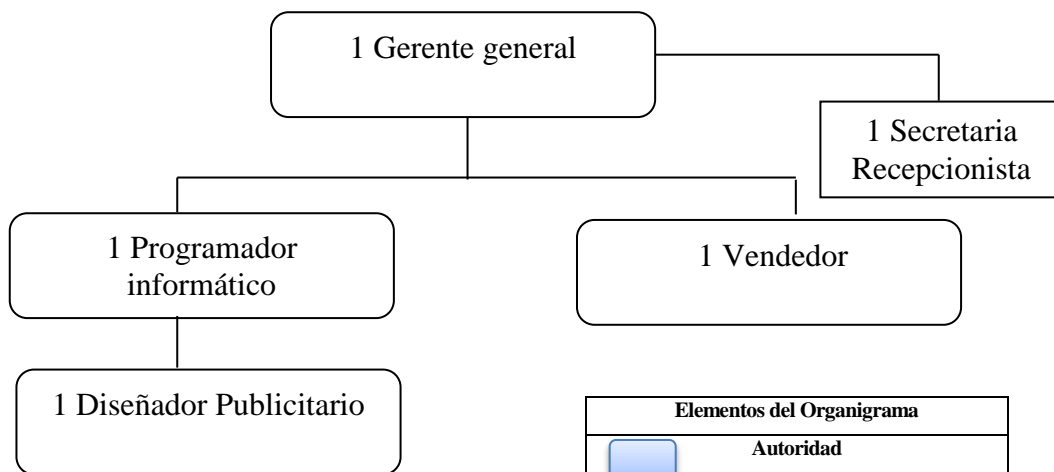 1 Gerente general
1 Secretaria
Recepcionista
1 Programador
informático
1 Vendedor
1 Diseñador Publicitario
Elementos del Organigrama
Autoridad